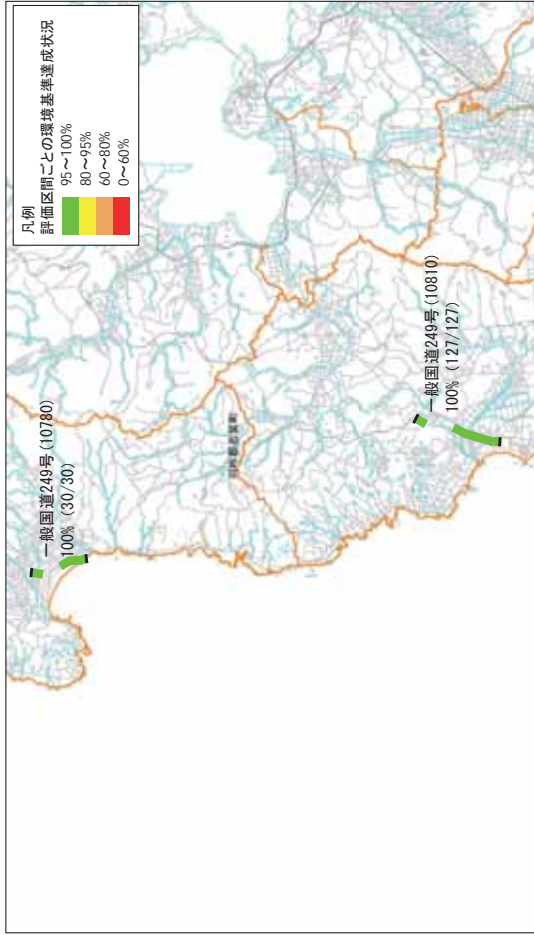 凡例
評価区間ごとの環境基準達成状況
95～100%
80～95%
60～80%
0～60%
一般国道249号(10780)
100% (30/30)
一般国道249号(10810)
100% (127/127)